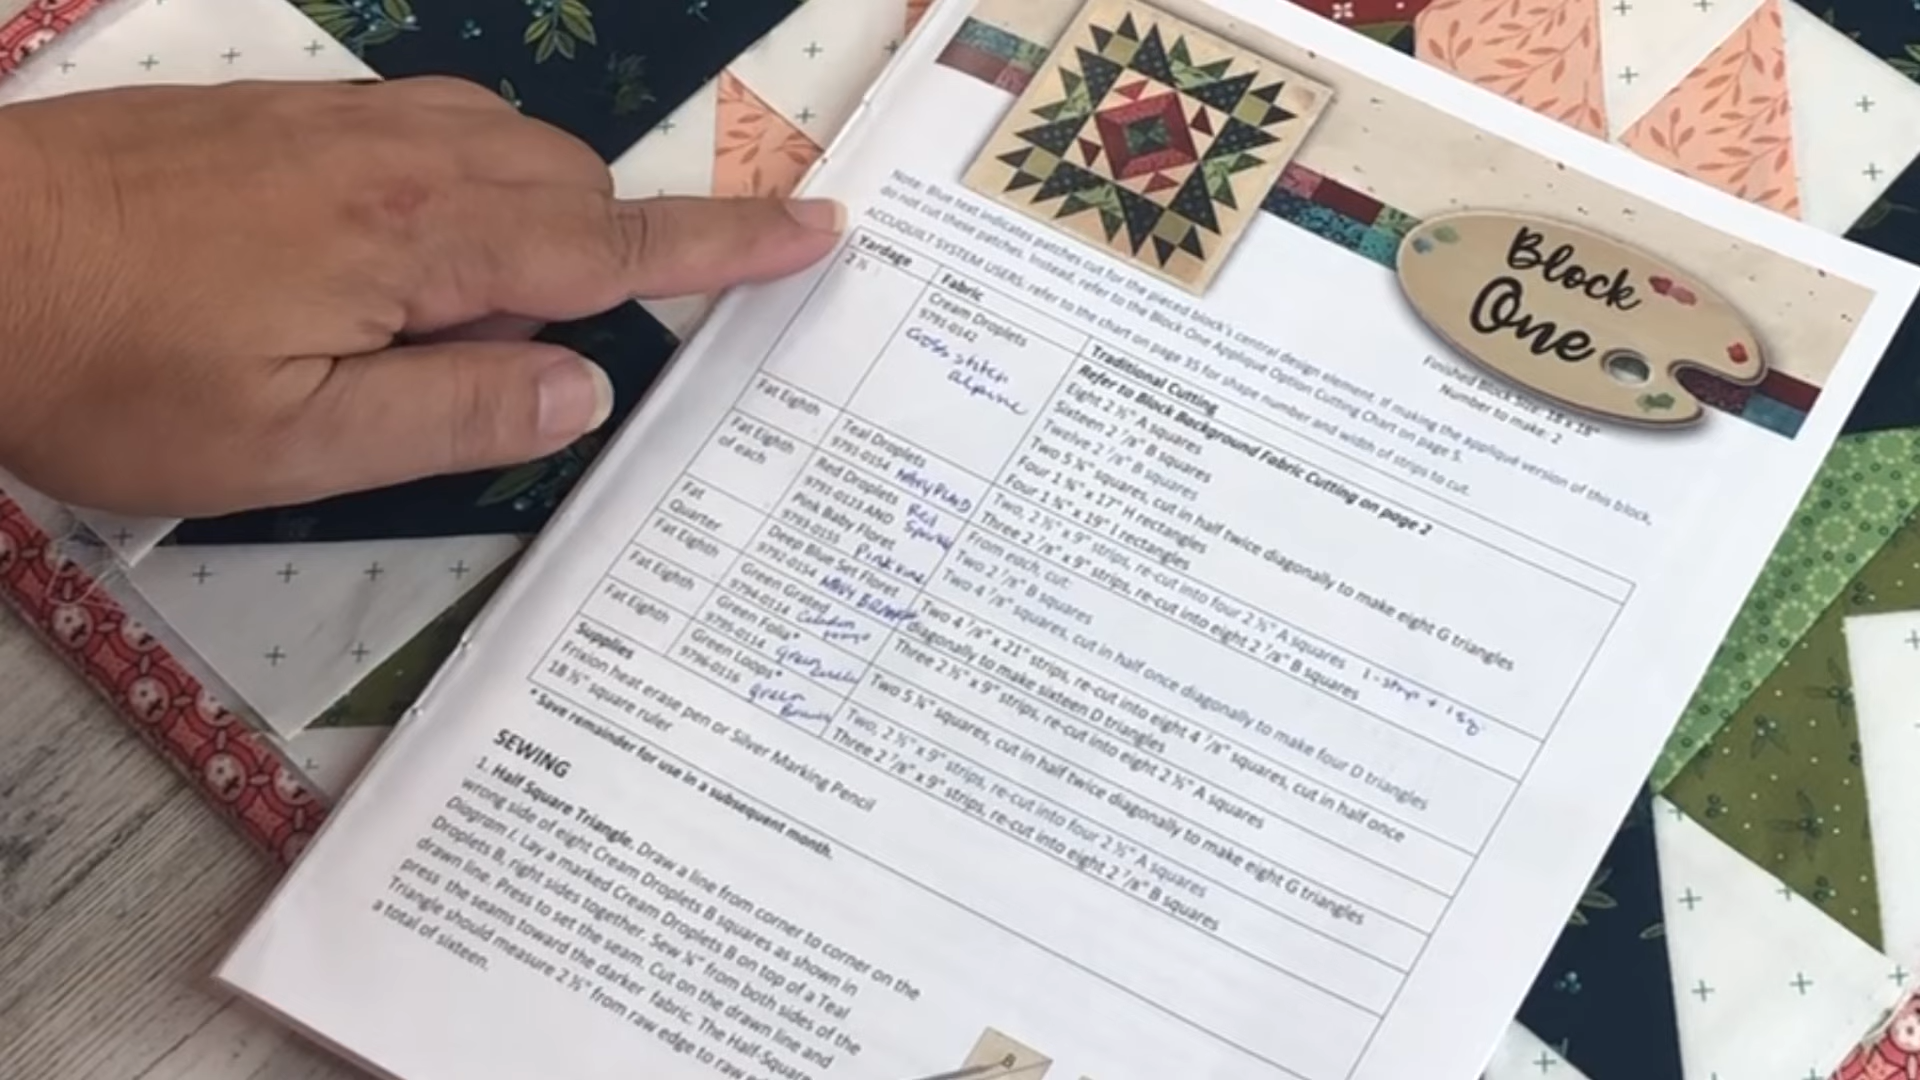 Block
One
Finished Block Size: 18 x 18"
Number to make: 2
Note: Blue text indicates patches cut for the pieced block's central design element. If making the applique version of this block,
do not cut these patches. Instead, refer to the Block One Applique Option Cutting Chart on page 5.
ACCUQUILT SYSTEM USERS: refer to the chart on page 35 for shape number and width of strips to cut.
Yardage
Fabric
Traditional Cutting
2 ½
Cream Droplets
9791-0142
Cross stitch
alpine
Refer to Block Background Fabric Cutting on page 2
Eight 2 ½" A squares
Sixteen 2 ⅞" B squares
Twelve 2 ⅞" B squares
Two 5 ¼" squares, cut in half twice diagonally to make eight G triangles
Four 1 ¾" x 17" H rectangles
Four 1 ¾" x 19" I rectangles
Fat Eighth
Teal Droplets
9791-0154
Navy Plaid
Two, 2 ½" x 9" strips, re-cut into four 2 ½" A squares
1-strip + 1 sq
Three 2 ⅞" x 9" strips, re-cut into eight 2 ⅞" B squares
Fat Eighth
of each
Red Droplets
9791-0123 AND
Pink Baby Floret
9793-0155
Red
Pink
From each, cut:
Two 2 ⅞" B squares
Two 4 ⅞" squares, cut in half once diagonally to make four D triangles
Fat
Quarter
Deep Blue Set Floret
9792-0154
Navy
Two 4 ⅞" x 21" strips, re-cut into eight 4 ⅞" squares, cut in half once
diagonally to make sixteen D triangles
Fat Eighth
Green Grated
9794-0114
Three 2 ½" x 9" strips, re-cut into eight 2 ½" A squares
Fat Eighth
Green Folia*
9795-0114
Green
Two 5 ¼" squares, cut in half twice diagonally to make eight G triangles
Fat Eighth
Green Loops*
9796-0116
green
Two, 2 ½" x 9" strips, re-cut into four 2 ½" A squares
Three 2 ⅞" x 9" strips, re-cut into eight 2 ⅞" B squares
Supplies
Frixion heat erase pen or Silver Marking Pencil
18 ½" square ruler
*Save remainder for use in a subsequent month.
SEWING
1. Half Square Triangle. Draw a line from corner to corner on the
wrong side of eight Cream Droplets B squares as shown in
Diagram I. Lay a marked Cream Droplets B on top of a Teal
Droplets B, right sides together. Sew ¼" from both sides of the
drawn line. Press to set the seam. Cut on the drawn line and
press the seams toward the darker fabric. The Half-Square
Triangle should measure 2 ½" from raw edge to raw
a total of sixteen.
B